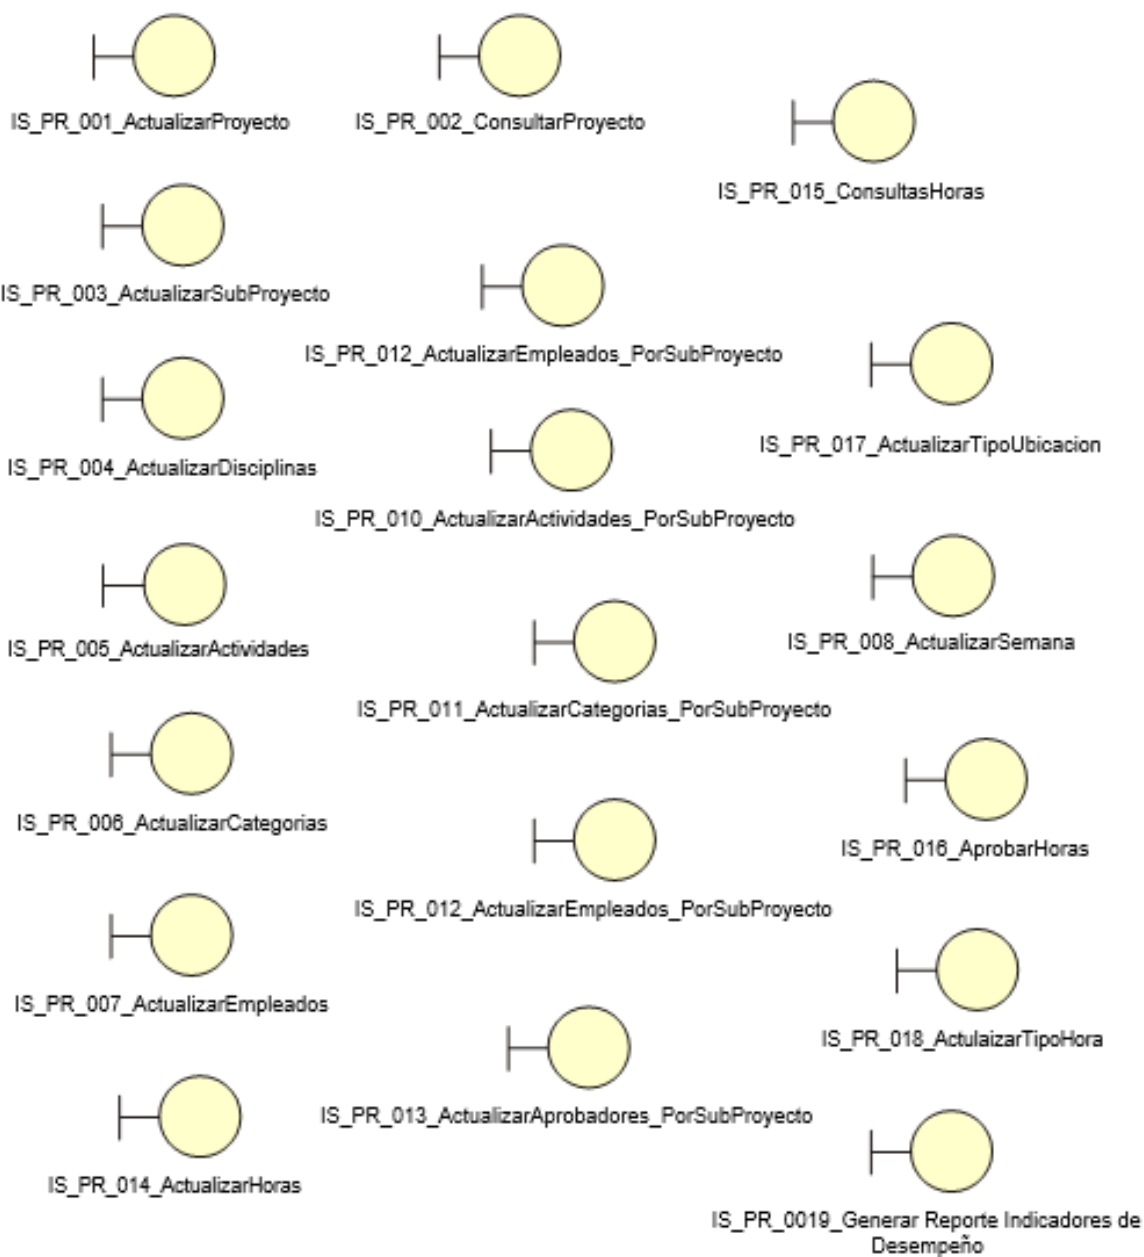 IS_PR_001_ActualizarProyecto
IS_PR_002_ConsultarProyecto
IS_PR_015_ConsultasHoras
IS_PR_003_ActualizarSubProyecto
IS_PR_012_ActualizarEmpleados_PorSubProyecto
IS_PR_017_ActualizarTipoUbicacion
IS_PR_004_ActualizarDisciplinas
IS_PR_010_ActualizarActividades_PorSubProyecto
IS_PR_005_ActualizarActividades
IS_PR_008_ActualizarSemana
IS_PR_011_ActualizarCategorias_PorSubProyecto
IS_PR_006_ActualizarCategorias
IS_PR_016_AprobarHoras
IS_PR_012_ActualizarEmpleados_PorSubProyecto
IS_PR_007_ActualizarEmpleados
IS_PR_018_ActulaizarTipoHora
IS_PR_013_ActualizarAprobadores_PorSubProyecto
IS_PR_014_ActualizarHoras
IS_PR_0019_Generar Reporte Indicadores de
Desempeño